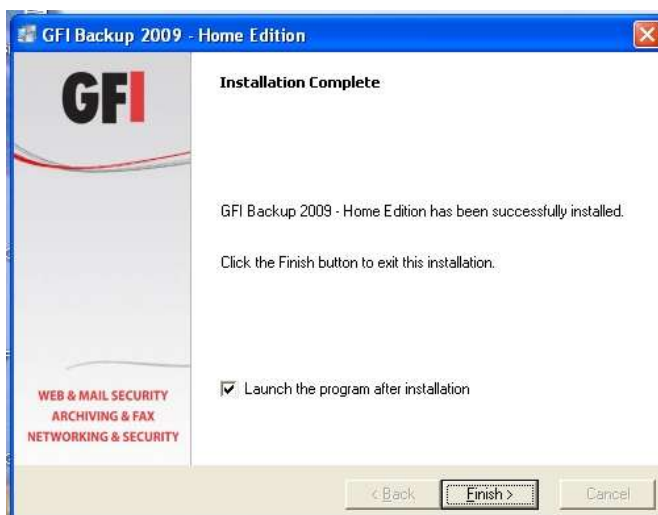 GFI Backup 2009 - Home Edition
GFI
Installation Complete
GFI Backup 2009 - Home Edition has been successfully installed.
Click the Finish button to exit this installation.
Launch the program after installation
WEB & MAIL SECURITY
ARCHIVING & FAX
NETWORKING & SECURITY
< Back
Finish >
Cancel